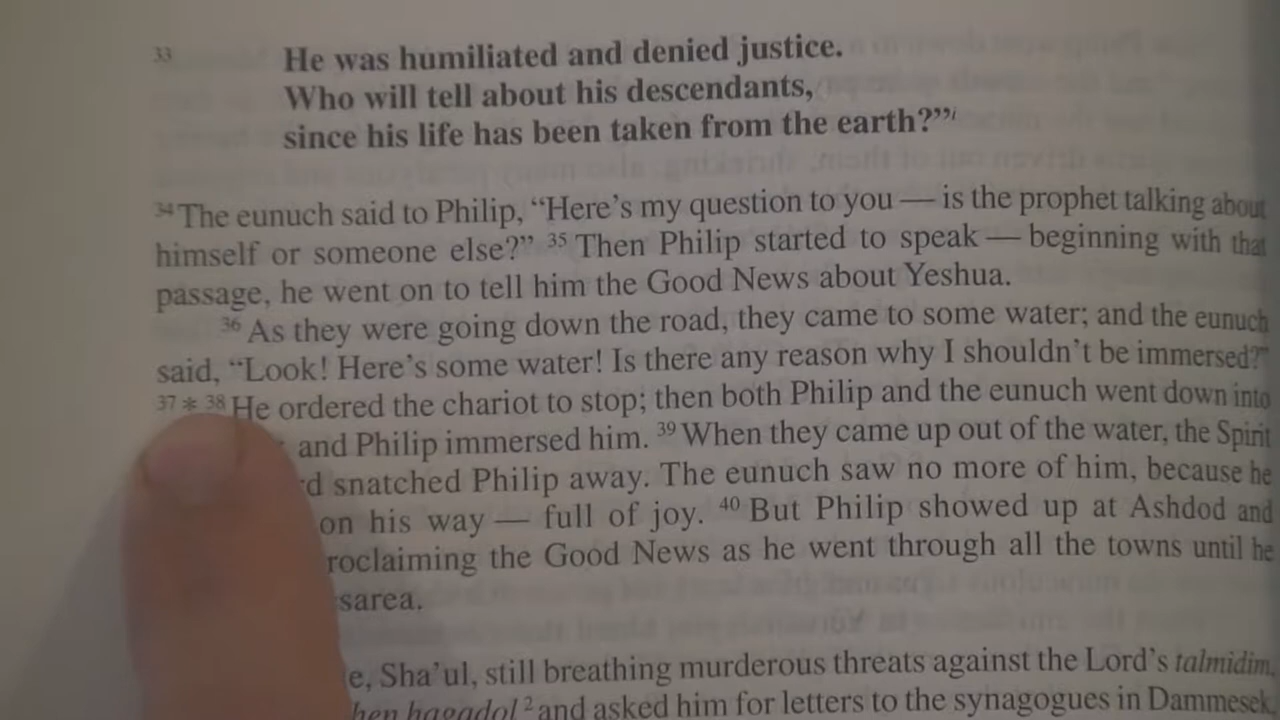 33 He was humiliated and denied justice.
Who will tell about his descendants,
since his life has been taken from the earth?”’i
34 The eunuch said to Philip, “Here’s my question to you — is the prophet talking about
himself or someone else?” 35 Then Philip started to speak — beginning with that
passage, he went on to tell him the Good News about Yeshua.
36 As they were going down the road, they came to some water; and the eunuch
said, “Look! Here’s some water! Is there any reason why I shouldn’t be immersed?”
37 * 38 He ordered the chariot to stop; then both Philip and the eunuch went down into
and Philip immersed him. 39 When they came up out of the water, the Spirit
snatched Philip away. The eunuch saw no more of him, because he
on his way — full of joy. 40 But Philip showed up at Ashdod and
roclaiming the Good News as he went through all the towns until he
sarea.
e, Sha’ul, still breathing murderous threats against the Lord’s talmidim,
hen hagadol 2 and asked him for letters to the synagogues in Dammesek,